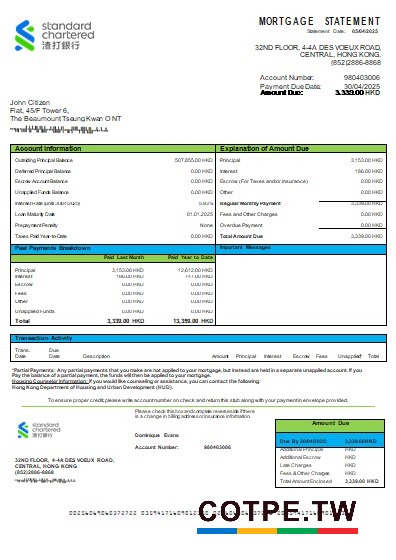 standard
chartered
渣打銀行
MORTGAGE STATEMENT
Statement Date: 05/04/2025
32ND FLOOR, 4-4A DES VOEUX ROAD,
CENTRAL, HONG KONG.
(852)2886-8868
Account Number: 980403006
Payment Due Date: 30/04/2025
Amount Due: 3,339.00 HKD
John Citizen
Flat, 45/F Tower 6,
The Beaumount Tseung Kwan O NT
Account Information
Outstanding Principal Balance 507,855.00 HKD
Deferred Principal Balance 0.00 HKD
Escrow Account Balance 0.00 HKD
Unapplied Funds Balance 0.00 HKD
Interest Rate (until 30/04/2025) 5.93%
Loan Maturity Date 01.01.2025
Prepayment Penalty None
Taxes Paid Year-to-Date 0.00 HKD
Explanation of Amount Due
Principal 3,153.00 HKD
Interest 186.00 HKD
Escrow (For Taxes and/or Insurance) 0.00 HKD
Other 0.00 HKD
Regular Monthly Payment 3,339.00 HKD
Fees and Other Charges 0.00 HKD
Overdue Payment 0.00 HKD
Total Amount Due 3,339.00 HKD
Past Payments Breakdown
Paid Last Month Paid Year to Date
Principal 3,153.00 HKD 12,612.00 HKD
Interest 186.00 HKD 747.00 HKD
Escrow 0.00 HKD 0.00 HKD
Fees 0.00 HKD 0.00 HKD
Other 0.00 HKD 0.00 HKD
Unapplied Funds 0.00 HKD 0.00 HKD
Total 3,339.00 HKD 13,359.00 HKD
Important Messages
Transaction Activity
Trans. Date Due Date Description Amount Principal Interest Escrow Fees Unapplied* Total
*Partial Payments: Any partial payments that you make are not applied to your mortgage, but instead are held in a separate unapplied account. If you
Pay the balance of a partial payment, the funds will then be applied to your mortgage.
Housing Counselor Information: If you would like counseling or assistance, you can contact the following:
Hong Kong Department of Housing and Urban Development (HUD).
To ensure proper credit, please write account number on check and return this stub along with your payment in envelope provided.
standard
chartered
渣打銀行
Please check this box and complete reverse side if there
is a change in billing address or insurance information.
Dominique Evans
Account Number: 980403006
32ND FLOOR, 4-4A DES VOEUX ROAD,
CENTRAL, HONG KONG
(852)2886-8868
Amount Due
Due By 30/04/2025: 3,339.00 HKD
Additional Principal HKD
Additional Escrow HKD
Late Charges HKD
Fees & Other Charges HKD
Total Amount Enclosed 3,339.00 HKD
COTPE.TW